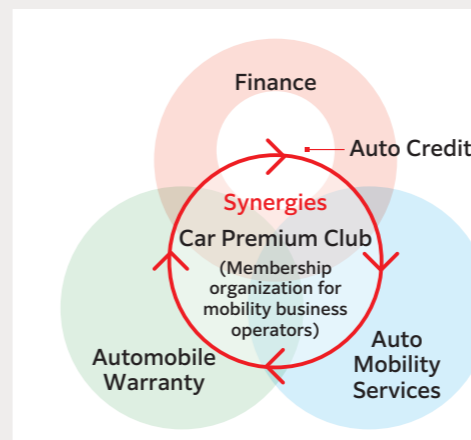 Finance
Auto Credit
Synergies
Car Premium Club
(Membership
organization for
mobility business
operators)
Automobile
Warranty
Auto
Mobility
Services